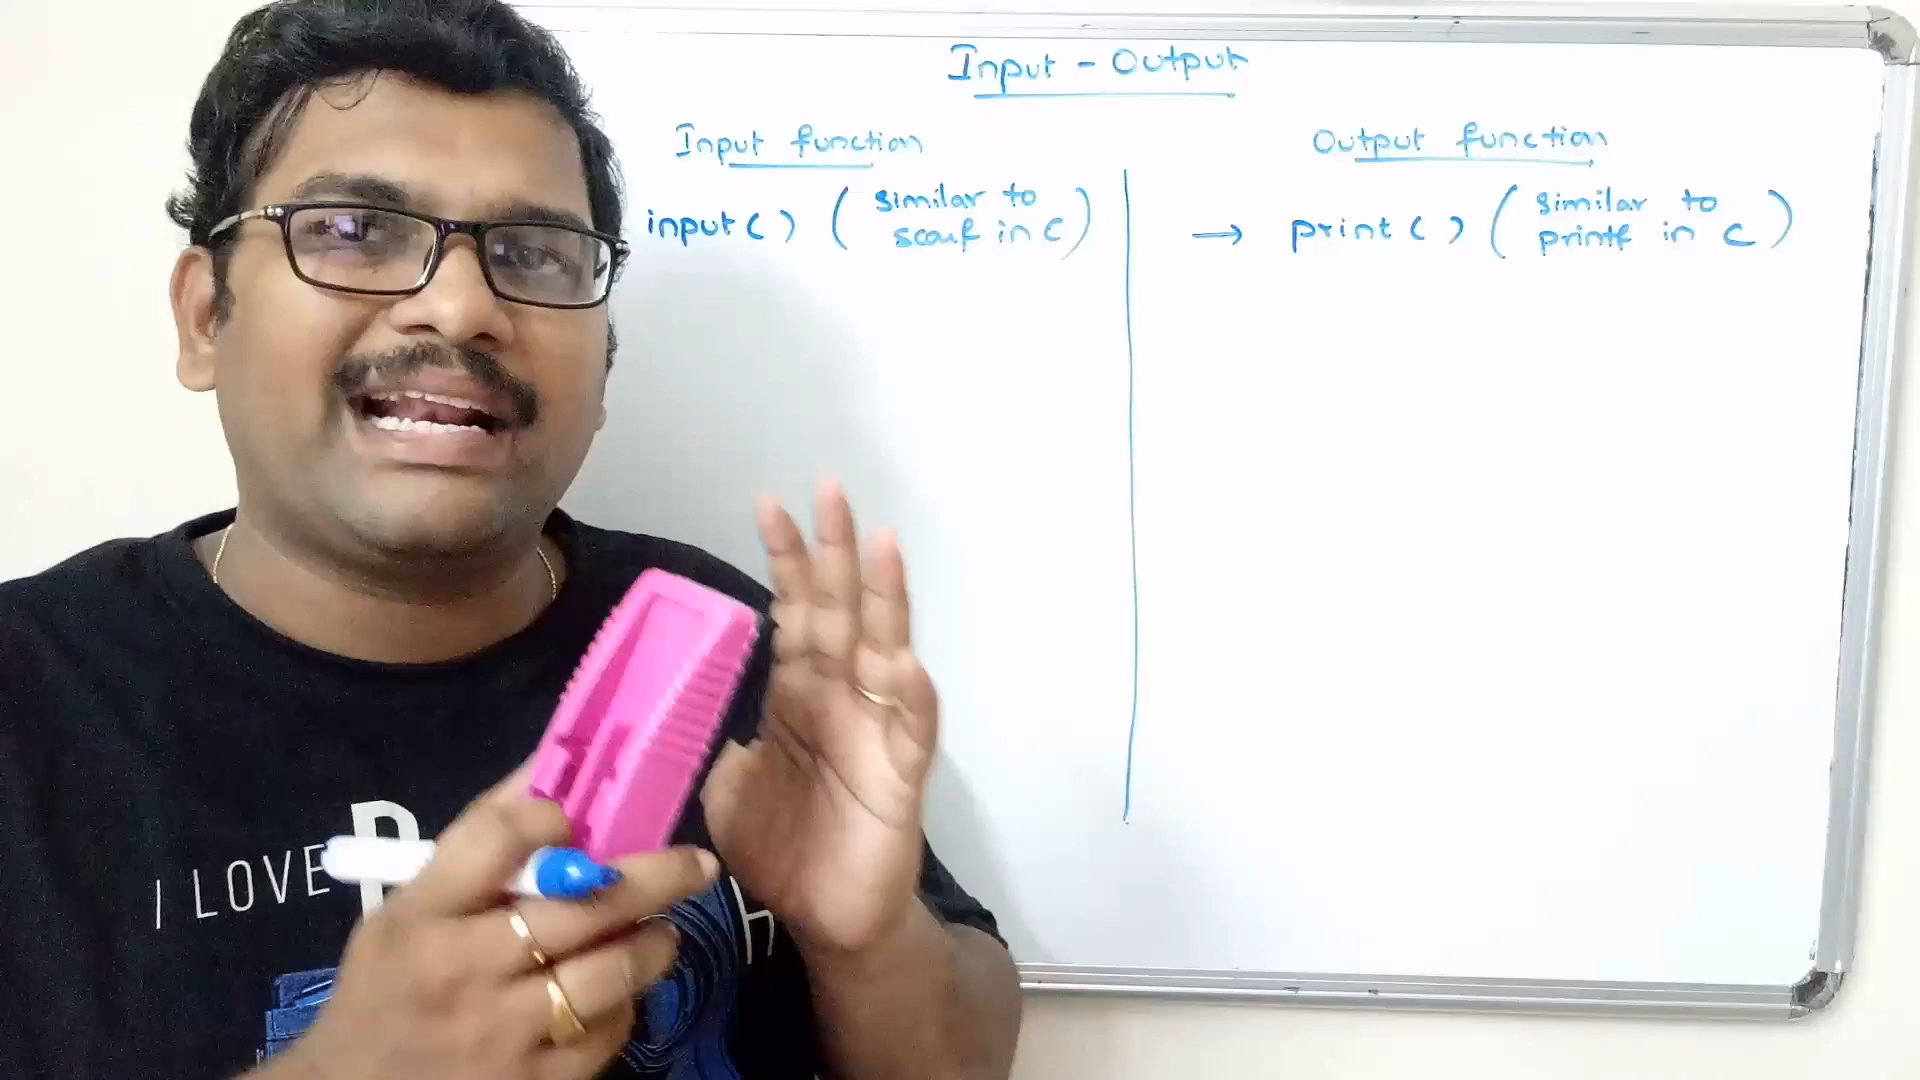 Input - Output
Input function
input() (similar to
scanf in C)
Output function
→ print() (similar to
printf in C)
I LOVE